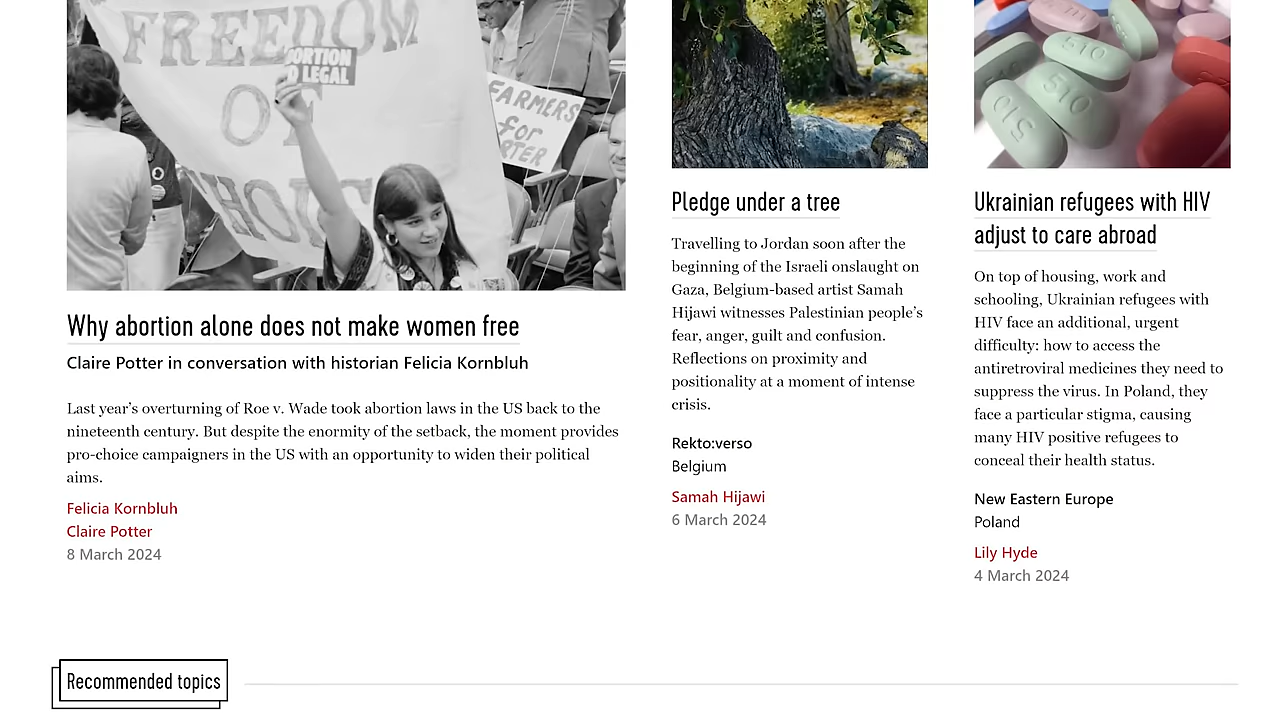 FREEDOM
OF
ABORTION
LEGAL
FARMERS
for
Why abortion alone does not make women free
Claire Potter in conversation with historian Felicia Kornbluh
Last year's overturning of Roe v. Wade took abortion laws in the US back to the
nineteenth century. But despite the enormity of the setback, the moment provides
pro-choice campaigners in the US with an opportunity to widen their political
aims.
Felicia Kornbluh
Claire Potter
8 March 2024
Pledge under a tree
Travelling to Jordan soon after the
beginning of the Israeli onslaught on
Gaza, Belgium-based artist Samah
Hijawi witnesses Palestinian people's
fear, anger, guilt and confusion.
Reflections on proximity and
positionality at a moment of intense
crisis.
Rekto:verso
Belgium
Samah Hijawi
6 March 2024
510
510
510
Ukrainian refugees with HIV
adjust to care abroad
On top of housing, work and
schooling, Ukrainian refugees with
HIV face an additional, urgent
difficulty: how to access the
antiretroviral medicines they need to
suppress the virus. In Poland, they
face a particular stigma, causing
many HIV positive refugees to
conceal their health status.
New Eastern Europe
Poland
Lily Hyde
4 March 2024
Recommended topics